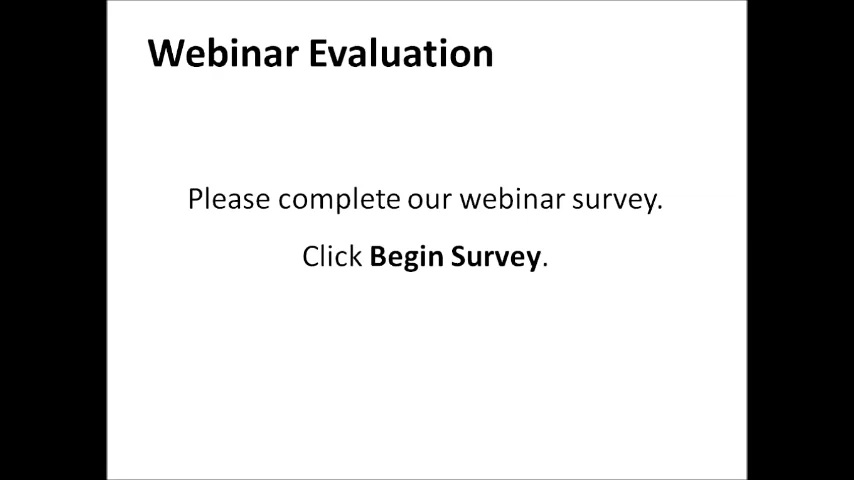 Webinar Evaluation
Please complete our webinar survey.
Click Begin Survey.